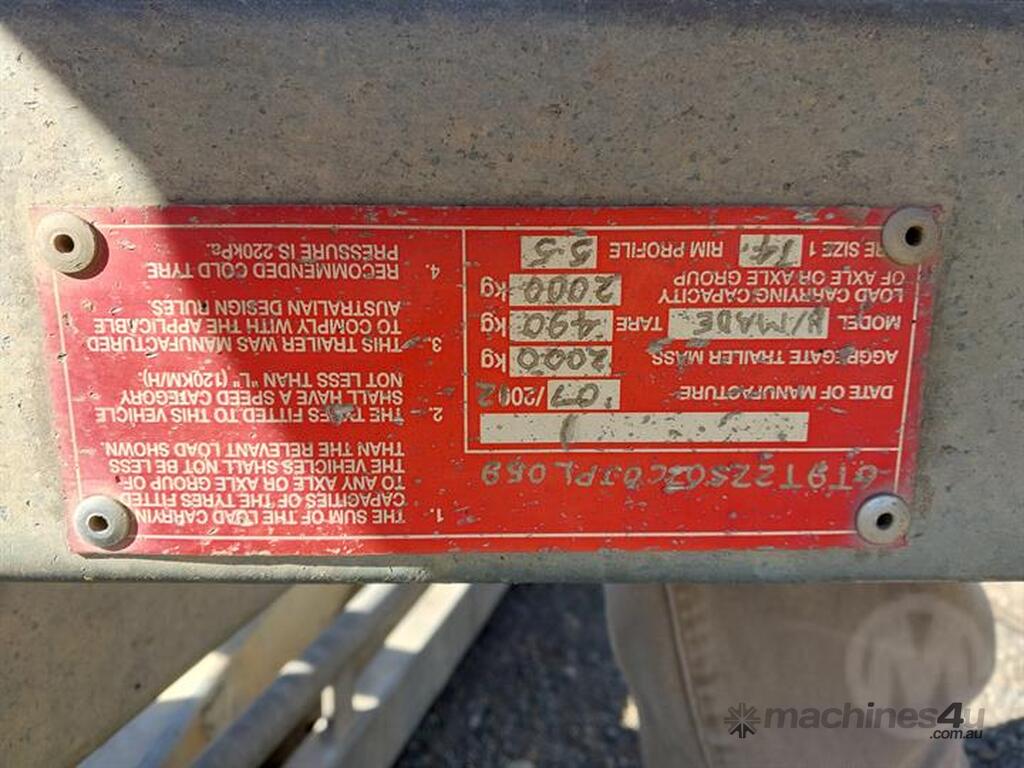 6T9T22S02C0JPL059
DATE OF MANUFACTURE 07/2002
AGGREGATE TRAILER MASS 2000 kg
MODEL H/MADE TARE 490 kg
LOAD CARRYING CAPACITY
OF AXLE OR AXLE GROUP 2000 kg
RE SIZE 1 14. RIM PROFILE 5.5
1. THE SUM OF THE LOAD CARRYING
CAPACITIES OF THE TYRES FITTED
TO ANY AXLE OR AXLE GROUP OF
THE VEHICLES SHALL NOT BE LESS
THAN THE RELEVANT LOAD SHOWN.
2. THE TYRES FITTED TO THIS VEHICLE
SHALL HAVE A SPEED CATEGORY
NOT LESS THAN "L" (120KM/H).
3. THIS TRAILER WAS MANUFACTURED
TO COMPLY WITH THE APPLICABLE
AUSTRALIAN DESIGN RULES.
4. RECOMMENDED COLD TYRE
PRESSURE IS 220kPa.
M
machines4u
.com.au